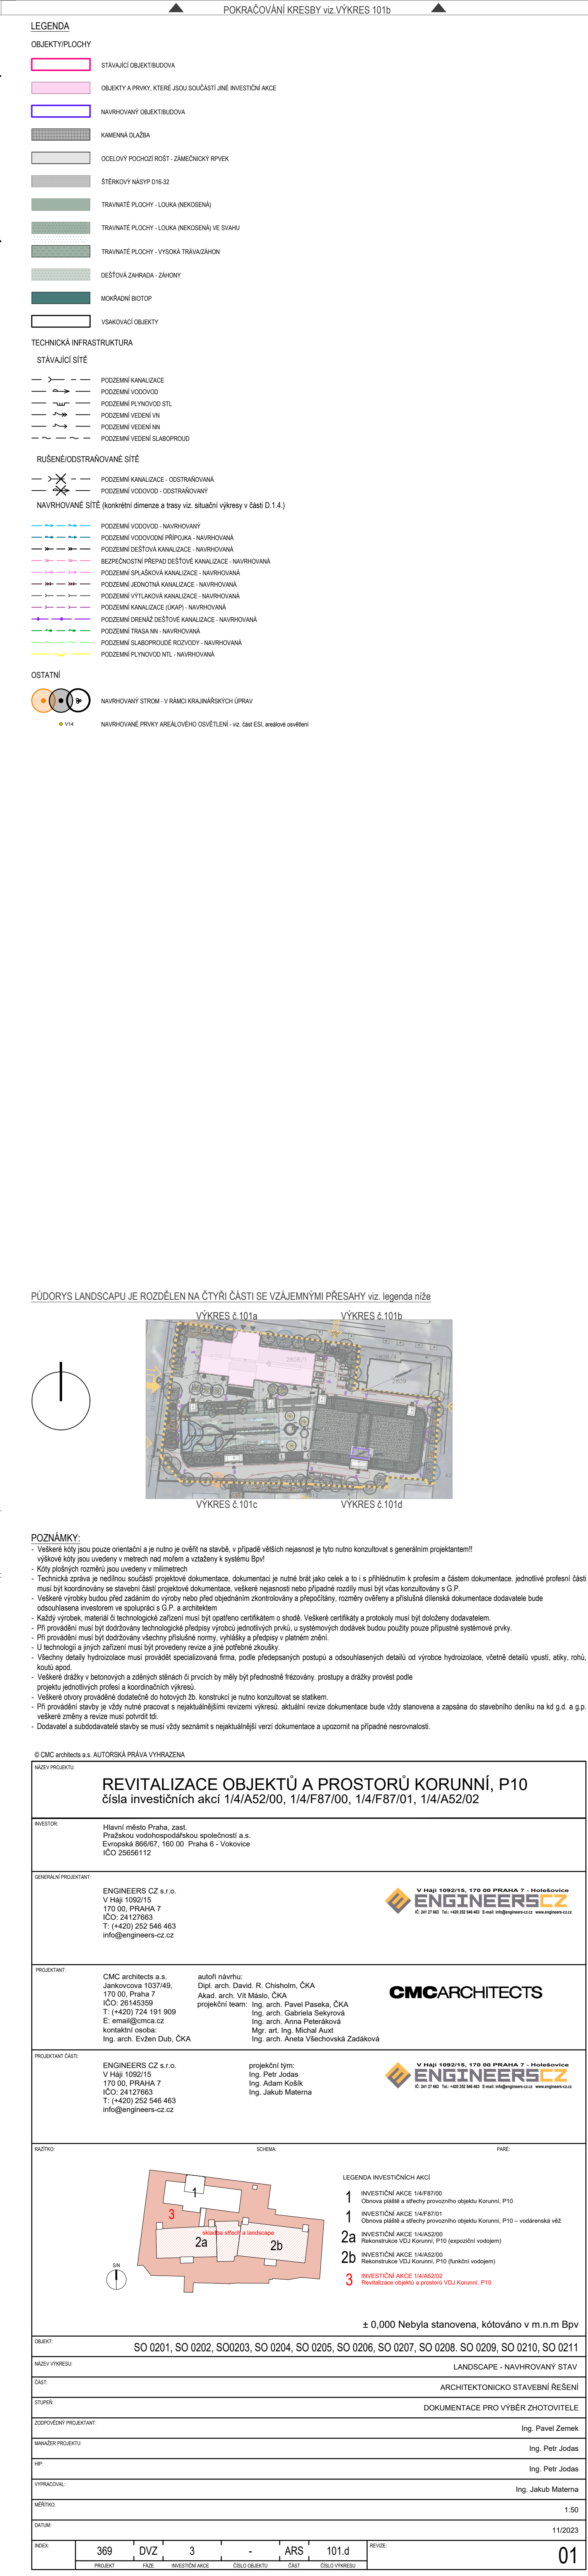 POKRAČOVÁNÍ KRESBY viz.VÝKRES 101b
LEGENDA
OBJEKTY/PLOCHY
STÁVAJÍCÍ OBJEKT/BUDOVA
OBJEKTY A PRVKY, KTERÉ JSOU SOUČÁSTÍ JINÉ INVESTIČNÍ AKCE
NAVRHOVANÝ OBJEKT/BUDOVA
KAMENNÁ DLAŽBA
OCELOVÝ POCHOZÍ ROŠT - ZÁMEČNICKÝ RPVEK
ŠTĚRKOVÝ NÁSYP D16-32
TRAVNATÉ PLOCHY - LOUKA (NEKOSENÁ)
TRAVNATÉ PLOCHY - LOUKA (NEKOSENÁ) VE SVAHU
TRAVNATÉ PLOCHY - VYSOKÁ TRÁVA/ZÁHON
DEŠŤOVÁ ZAHRADA - ZÁHONY
MOKŘADNÍ BIOTOP
VSAKOVACÍ OBJEKTY
TECHNICKÁ INFRASTRUKTURA
STÁVAJÍCÍ SÍTĚ
PODZEMNÍ KANALIZACE
PODZEMNÍ VODOVOD
PODZEMNÍ PLYNOVOD STL
PODZEMNÍ VEDENÍ VN
PODZEMNÍ VEDENÍ NN
PODZEMNÍ VEDENÍ SLABOPROUD
RUŠENÉ/ODSTRAŇOVANÉ SÍTĚ
PODZEMNÍ KANALIZACE - ODSTRAŇOVANÁ
PODZEMNÍ VODOVOD - ODSTRAŇOVANÝ
NAVRHOVANÉ SÍTĚ (konkrétní dimenze a trasy viz. situační výkresy v části D.1.4.)
PODZEMNÍ VODOVOD - NAVRHOVANÝ
PODZEMNÍ VODOVODNÍ PŘÍPOJKA - NAVRHOVANÁ
PODZEMNÍ DEŠŤOVÁ KANALIZACE - NAVRHOVANÁ
BEZPEČNOSTNÍ PŘEPAD DEŠŤOVÉ KANALIZACE - NAVRHOVANÁ
PODZEMNÍ SPLAŠKOVÁ KANALIZACE - NAVRHOVANÁ
PODZEMNÍ JEDNOTNÁ KANALIZACE - NAVRHOVANÁ
PODZEMNÍ VÝTLAKOVÁ KANALIZACE - NAVRHOVANÁ
PODZEMNÍ KANALIZACE (ÚKAP) - NAVRHOVANÁ
PODZEMNÍ DRENÁŽ DEŠŤOVÉ KANALIZACE - NAVRHOVANÁ
PODZEMNÍ TRASA NN - NAVRHOVANÁ
PODZEMNÍ SLABOPROUDÉ ROZVODY - NAVRHOVANÁ
PODZEMNÍ PLYNOVOD NTL - NAVRHOVANÁ
OSTATNÍ
NAVRHOVANÝ STROM - V RÁMCI KRAJINÁŘSKÝCH ÚPRAV
V14 NAVRHOVANÉ PRVKY AREÁLOVÉHO OSVĚTLENÍ - viz. část ESI, areálové osvětlení
PŮDORYS LANDSCAPU JE ROZDĚLEN NA ČTYŘI ČÁSTI SE VZÁJEMNÝMI PŘESAHY viz. legenda níže
VÝKRES č.101a VÝKRES č.101b
VÝKRES č.101c VÝKRES č.101d
POZNÁMKY:
- Veškeré kóty jsou pouze orientační a je nutno je ověřit na stavbě, v případě větších nejasnost je tyto nutno konzultovat s generálním projektantem!!
výškové kóty jsou uvedeny v metrech nad mořem a vztaženy k systému Bpv!
- Kóty plošných rozměrů jsou uvedeny v milimetrech
- Technická zpráva je nedílnou součástí projektové dokumentace, dokumentaci je nutné brát jako celek a to i s přihlédnutím k profesím a částem dokumentace. jednotlivé profesní části
musí být koordinovány se stavební částí projektové dokumentace, veškeré nejasnosti nebo případné rozdíly musí být včas konzultovány s G.P.
- Veškeré výrobky budou před zadáním do výroby nebo před objednáním zkontrolovány a přepočítány, rozměry ověřeny a příslušná dílenská dokumentace dodavatele bude
odsouhlasena investorem ve spolupráci s G.P. a architektem
- Každý výrobek, materiál či technologické zařízení musí být opatřeno certifikátem o shodě. Veškeré certifikáty a protokoly musí být doloženy dodavatelem.
- Při provádění musí být dodržovány technologické předpisy výrobců jednotlivých prvků, u systémových dodávek budou použity pouze přípustné systémové prvky.
- Při provádění musí být dodržovány všechny příslušné normy, vyhlášky a předpisy v platném znění.
- U technologií a jiných zařízení musí být provedeny revize a jiné potřebné zkoušky.
- Všechny detaily hydroizolace musí provádět specializovaná firma, podle předepsaných postupů a odsouhlasených detailů od výrobce hydroizolace, včetně detailů vpustí, atiky, rohů,
koutů apod.
- Veškeré drážky v betonových a zděných stěnách či prvcich by měly být přednostně frézovány. prostupy a drážky provést podle
projektu jednotlivých profesí a koordinačních výkresů.
- Veškeré otvory prováděné dodatečně do hotových žb. konstrukcí je nutno konzultovat se statikem.
- Při provádění stavby je vždy nutné pracovat s nejaktuálnějšími revizemi výkresů. aktuální revize dokumentace bude vždy stanovena a zapsána do stavebního deníku na kd g.d. a g.p.
veškeré změny a revize musí potvrdit tdi.
- Dodavatel a subdodavatelé stavby se musí vždy seznámit s nejaktuálnější verzí dokumentace a upozornit na případné nesrovnalosti.
© CMC architects a.s. AUTORSKÁ PRÁVA VYHRAZENA
NÁZEV PROJEKTU:
REVITALIZACE OBJEKTŮ A PROSTORŮ KORUNNÍ, P10
čísla investičních akcí 1/4/A52/00, 1/4/F87/00, 1/4/F87/01, 1/4/A52/02
INVESTOR:
Hlavní město Praha, zast.
Pražskou vodohospodářskou společností a.s.
Evropská 866/67, 160 00 Praha 6 - Vokovice
IČO 25656112
GENERÁLNÍ PROJEKTANT:
ENGINEERS CZ s.r.o.
V Háji 1092/15
170 00, PRAHA 7
IČO: 24127663
T: (+420) 252 546 463
info@engineers-cz.cz
V Háji 1092/15, 170 00 PRAHA 7 - Holešovice
ENGINEERSCZ
IČ: 241 27 663 Tel.: +420 252 546 463 E-mail: info@engineers-cz.cz www.engineers-cz.cz
PROJEKTANT:
CMC architects a.s.
Jankovcova 1037/49,
170 00, Praha 7
IČO: 26145359
T: (+420) 724 191 909
E: email@cmca.cz
kontaktní osoba:
Ing. arch. Evžen Dub, ČKA
autoři návrhu:
Dipl. arch. David. R. Chisholm, ČKA
Akad. arch. Vít Máslo, ČKA
projekční team: Ing. arch. Pavel Paseka, ČKA
Ing. arch. Gabriela Sekyrová
Ing. arch. Anna Peteráková
Mgr. art. Ing. Michal Auxt
Ing. arch. Aneta Všechovská Zadáková
CMCARCHITECTS
PROJEKTANT ČÁSTI:
ENGINEERS CZ s.r.o.
V Háji 1092/15
170 00, PRAHA 7
IČO: 24127663
T: (+420) 252 546 463
info@engineers-cz.cz
projekční tým:
Ing. Petr Jodas
Ing. Adam Košík
Ing. Jakub Materna
V Háji 1092/15, 170 00 PRAHA 7 - Holešovice
ENGINEERSCZ
IČ: 241 27 663 Tel.: +420 252 546 463 E-mail: info@engineers-cz.cz www.engineers-cz.cz
RAZÍTKO: SCHEMA: PARÉ:
1
3
skladba střech a landscape
2a
2b
S/N
LEGENDA INVESTIČNÍCH AKCÍ
1 INVESTIČNÍ AKCE 1/4/F87/00
Obnova pláště a střechy provozního objektu Korunní, P10
1 INVESTIČNÍ AKCE 1/4/F87/01
Obnova pláště a střechy provozního objektu Korunní, P10 – vodárenská věž
2a INVESTIČNÍ AKCE 1/4/A52/00
Rekonstrukce VDJ Korunní, P10 (expoziční vodojem)
2b INVESTIČNÍ AKCE 1/4/A52/00
Rekonstrukce VDJ Korunní, P10 (funkční vodojem)
3 INVESTIČNÍ AKCE 1/4/A52/02
Revitalizace objektů a prostorů VDJ Korunní, P10
± 0,000 Nebyla stanovena, kótováno v m.n.m Bpv
OBJEKT:
SO 0201, SO 0202, SO0203, SO 0204, SO 0205, SO 0206, SO 0207, SO 0208. SO 0209, SO 0210, SO 0211
NÁZEV VÝKRESU:
LANDSCAPE - NAVHROVANÝ STAV
ČÁST:
ARCHITEKTONICKO STAVEBNÍ ŘEŠENÍ
STUPEŇ:
DOKUMENTACE PRO VÝBĚR ZHOTOVITELE
ZODPOVĚDNÝ PROJEKTANT:
Ing. Pavel Zemek
MANAŽER PROJEKTU:
Ing. Petr Jodas
HIP:
Ing. Petr Jodas
VYPRACOVAL:
Ing. Jakub Materna
MĚŘÍTKO:
1:50
DATUM:
11/2023
INDEX: 369 DVZ 3 - ARS 101.d REVIZE: 01
PROJEKT FÁZE INVESTIČNÍ AKCE ČÍSLO OBJEKTU ČÁST ČÍSLO VÝKRESU